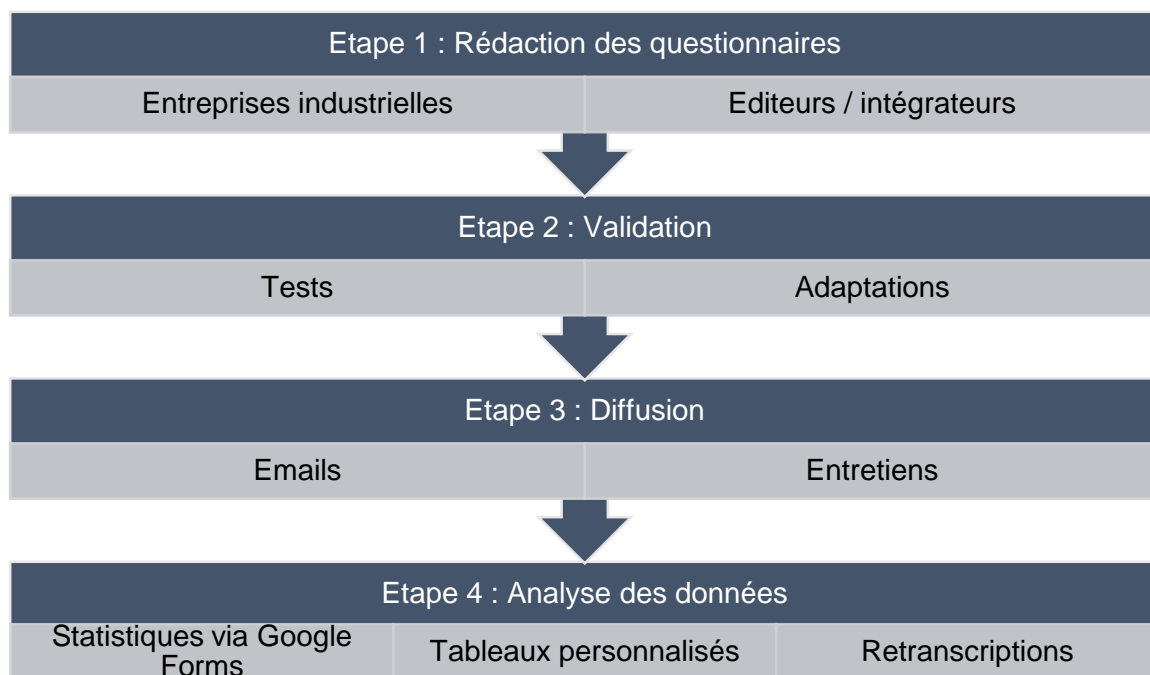 Etape 1 : Rédaction des questionnaires
Entreprises industrielles
Editeurs / intégrateurs
Etape 2 : Validation
Tests
Adaptations
Etape 3 : Diffusion
Emails
Entretiens
Etape 4 : Analyse des données
Statistiques via Google
Forms
Tableaux personnalisés
Retranscriptions